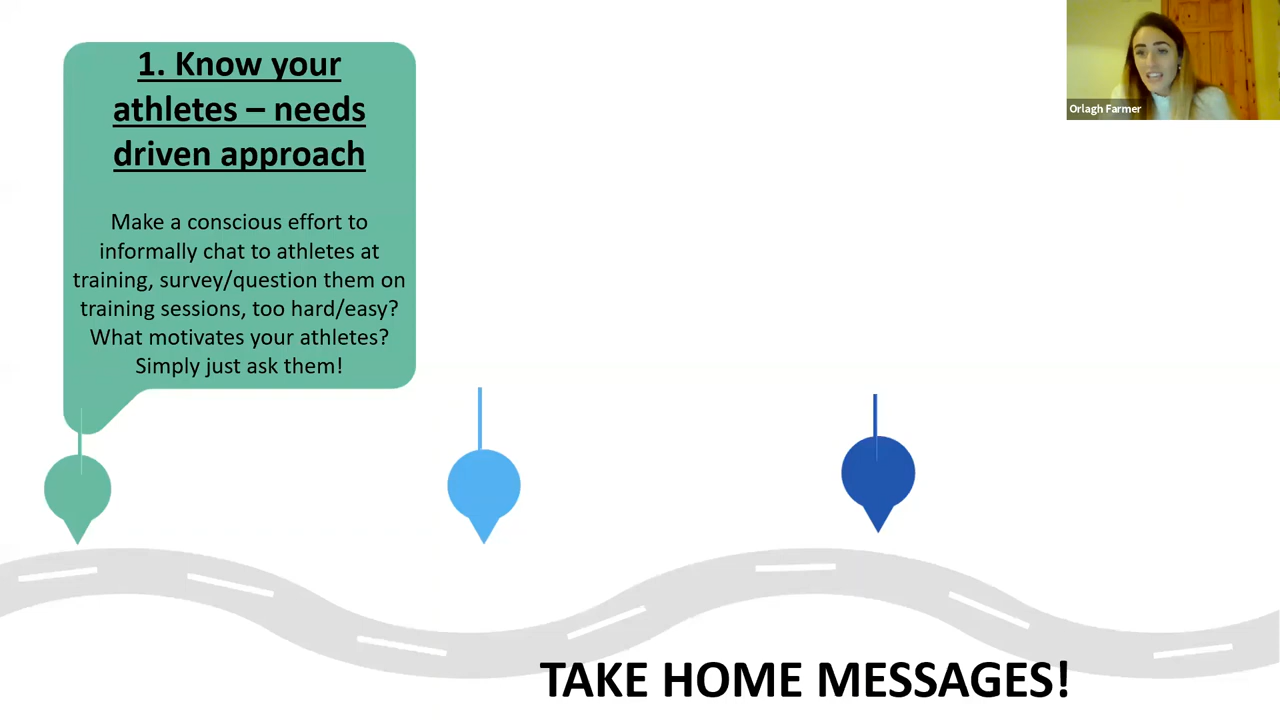 1. Know your
athletes – needs
driven approach
Make a conscious effort to
informally chat to athletes at
training, survey/question them on
training sessions, too hard/easy?
What motivates your athletes?
Simply just ask them!
Orlagh Farmer
TAKE HOME MESSAGES!